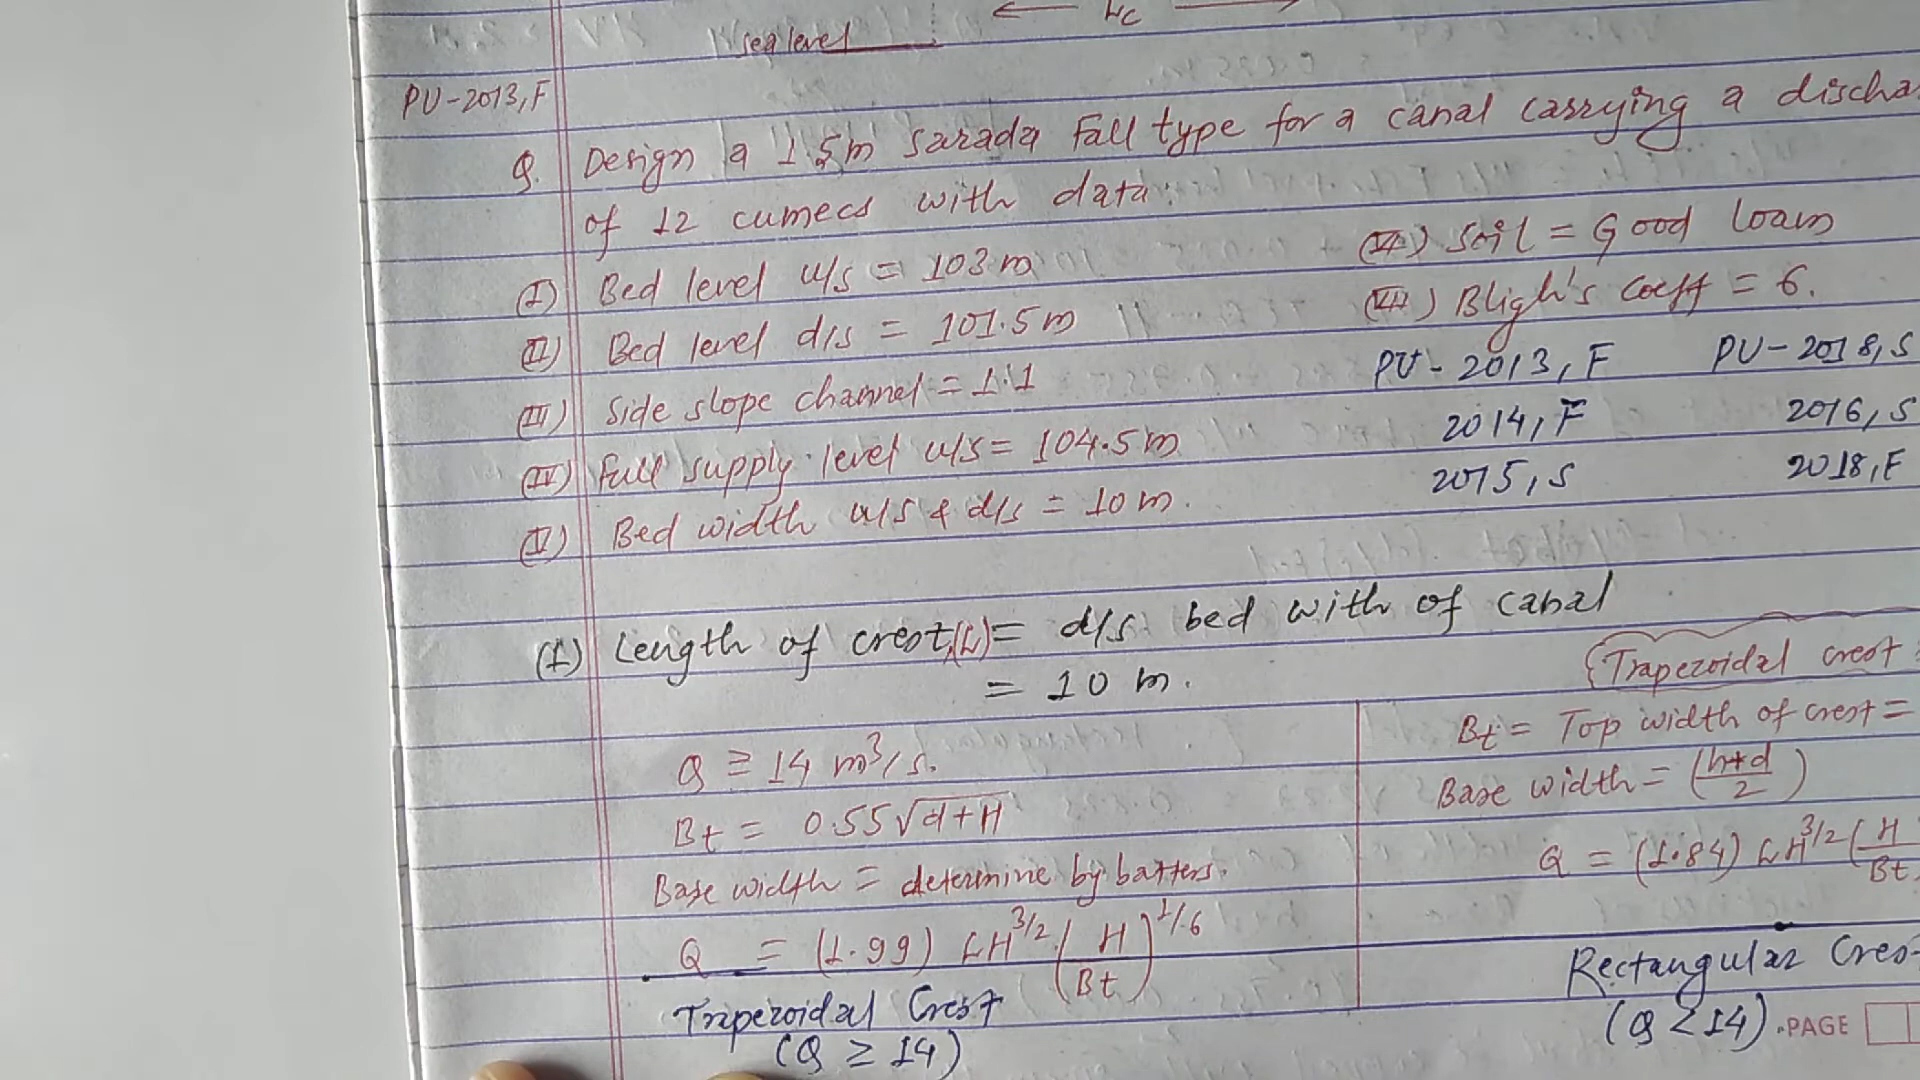 Hc
sea level
PU-2013,F
Q. Design a 1.5m sarada Fall type for a canal carrying a discha
of 12 cumecs with data:
(I) Bed level u/s = 103 m
(II) Bed level d/s = 101.5 m
(III) Side slope channel = 1:1
(IV) Full supply level u/s = 104.5 m
(V) Bed width u/s & d/s = 10 m.
(VI) Soil = Good loam
(VII) Bligh's coeff = 6.
PU-2013, F PU-2018, S
2014, F 2016, S
2015, S 2018, F
(1) Length of crest,(L) = d/s bed with of canal
= 10 m.
Q ≥ 14 m³/s.
Bt = 0.55√d+H
Base width = determine by batters.
Q = (1.99) LH^3/2 (H/Bt)^1/6
Trapezoidal Crest
(Q ≥ 14)
Trapezoidal crest
Bt = Top width of crest =
Base width = (h+d/2)
Q = (1.84) LH^3/2 (H/Bt
Rectangular Cres
(Q < 14)
PAGE